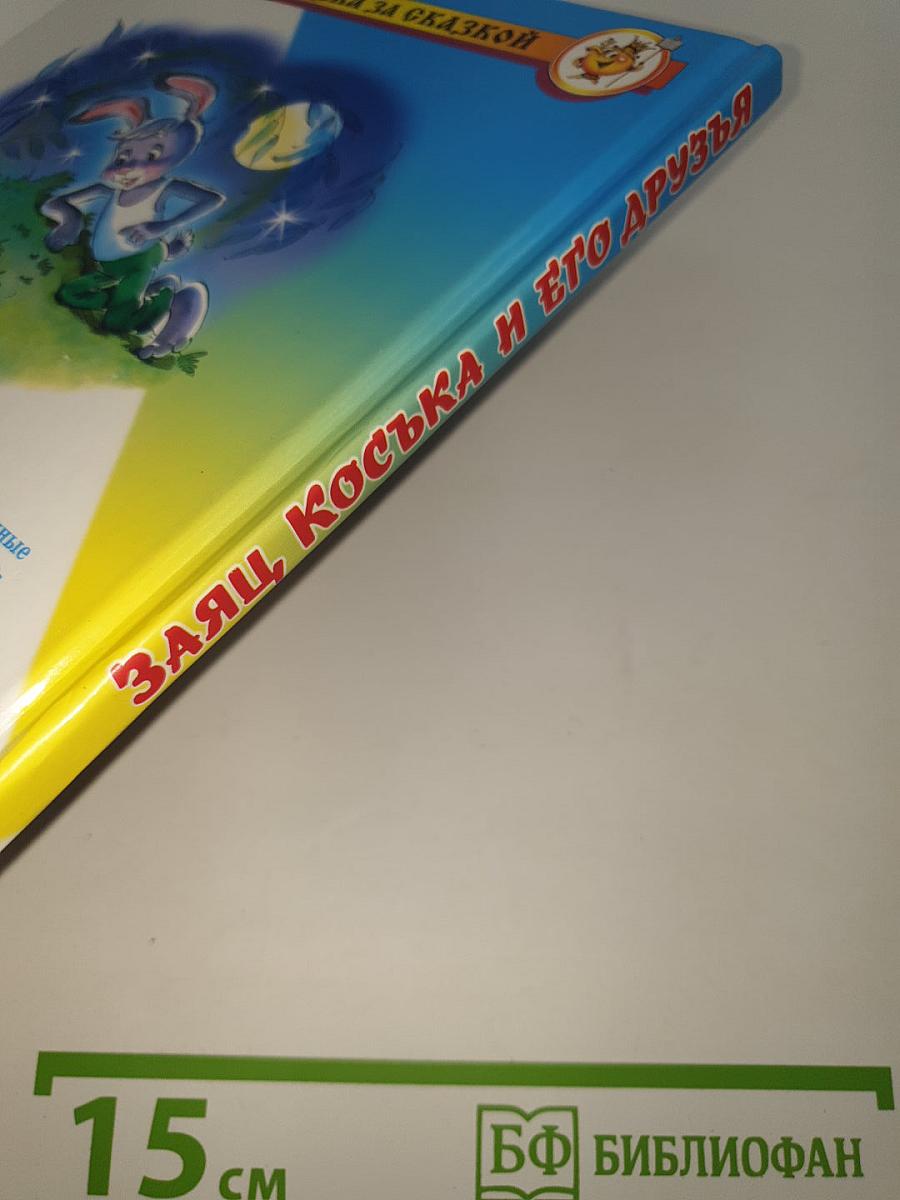 ЗА СКАЗКОЙ
ЗАЯЦ КОСЬКА И ЕГО ДРУЗЬЯ
15 см
БФ БИБЛИОФАН